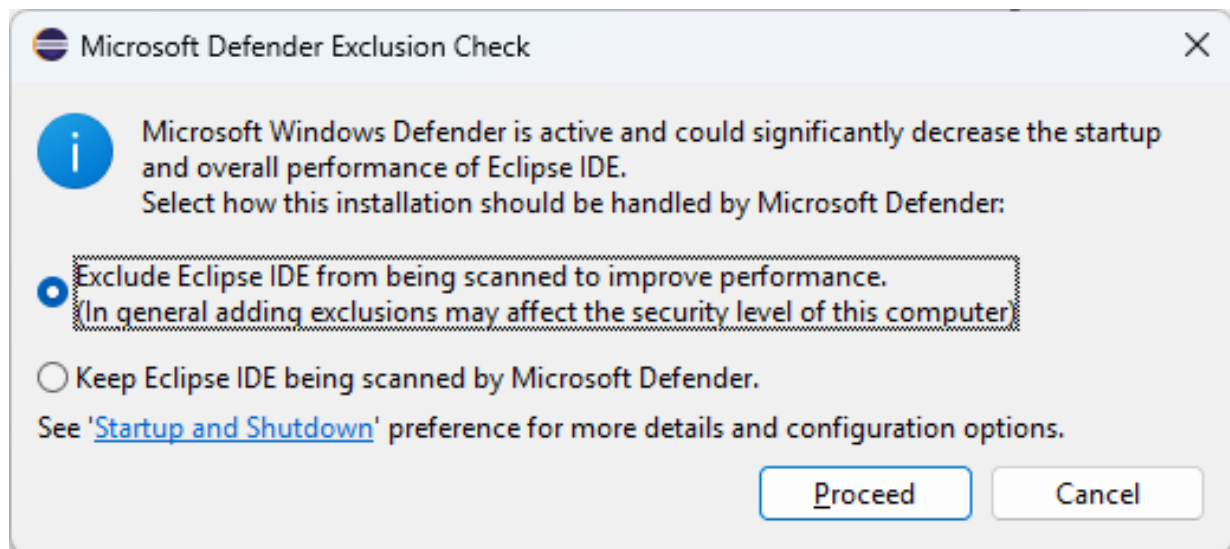 Microsoft Defender Exclusion Check
Microsoft Windows Defender is active and could significantly decrease the startup
and overall performance of Eclipse IDE.
Select how this installation should be handled by Microsoft Defender:
Exclude Eclipse IDE from being scanned to improve performance.
(In general adding exclusions may affect the security level of this computer)
Keep Eclipse IDE being scanned by Microsoft Defender.
See 'Startup and Shutdown' preference for more details and configuration options.
Proceed
Cancel